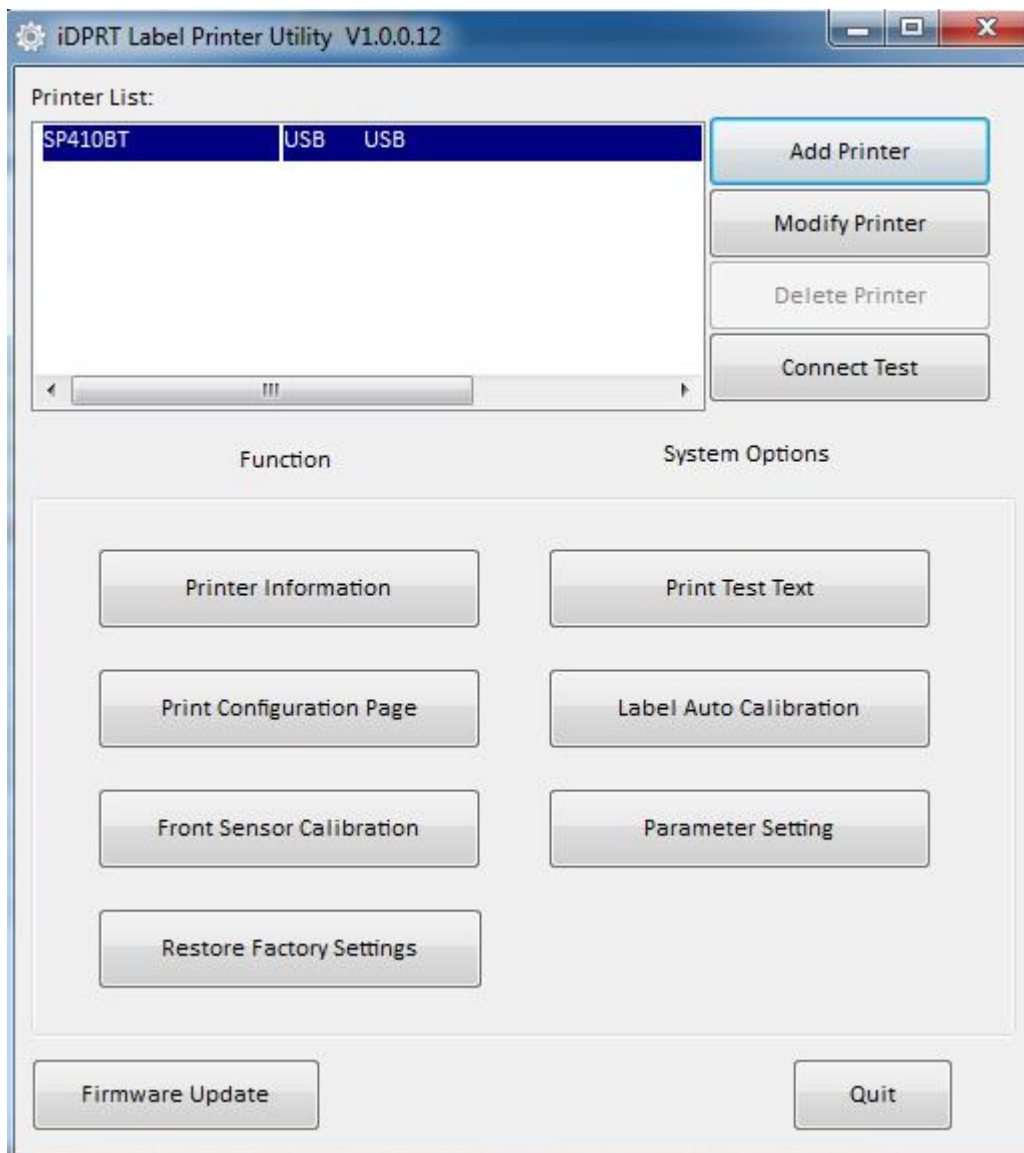 iDPRT Label Printer Utility V1.0.0.12
Printer List:
SP410BT USB USB
Add Printer
Modify Printer
Delete Printer
Connect Test
Function System Options
Printer Information Print Test Text
Print Configuration Page Label Auto Calibration
Front Sensor Calibration Parameter Setting
Restore Factory Settings
Firmware Update Quit